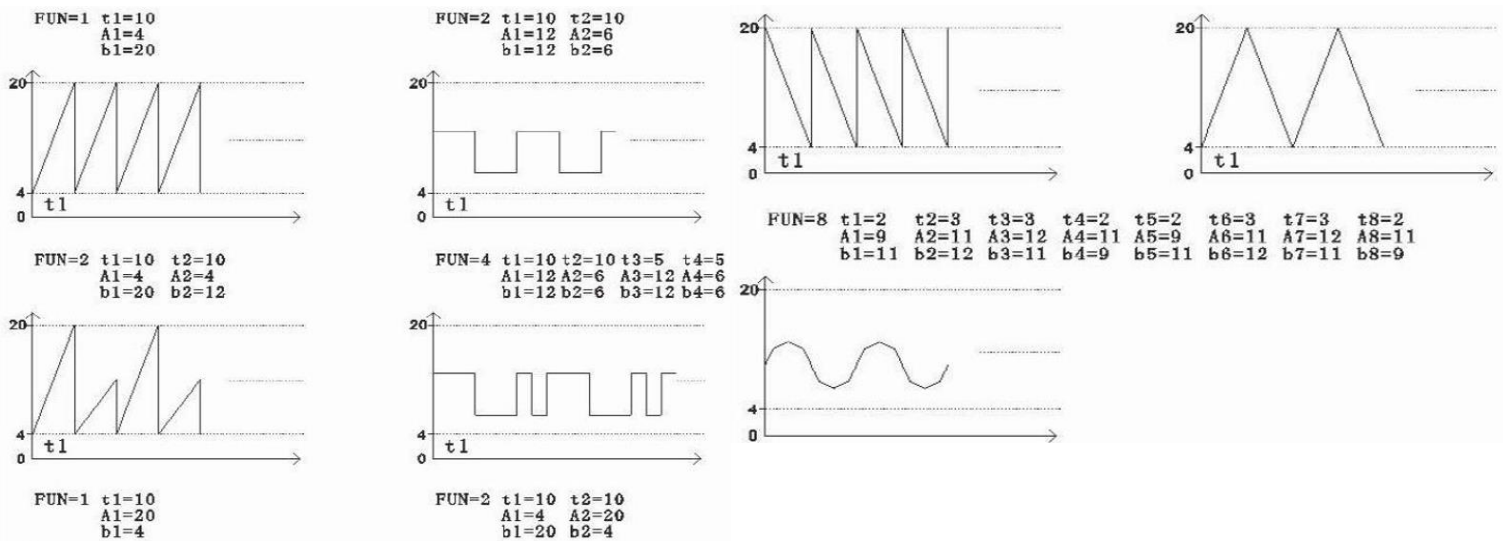 FUN=1 t1=10
A1=4
b1=20
20
4
t1
0
FUN=2 t1=10 t2=10
A1=12 A2=6
b1=12 b2=6
20
4
t1
0
FUN=2 t1=10 t2=10
A1=4 A2=4
b1=20 b2=12
20
4
t1
0
FUN=4 t1=10 t2=10 t3=5 t4=5
A1=12 A2=6 A3=12 A4=6
b1=12 b2=6 b3=12 b4=6
20
4
t1
0
FUN=1 t1=10
A1=20
b1=4
FUN=2 t1=10 t2=10
A1=4 A2=20
b1=20 b2=4
20
4
t1
0
20
4
t1
0
FUN=8 t1=2 t2=3 t3=3 t4=2 t5=2 t6=3 t7=3 t8=2
A1=9 A2=11 A3=12 A4=11 A5=9 A6=11 A7=12 A8=11
b1=11 b2=12 b3=11 b4=9 b5=11 b6=12 b7=11 b8=9
20
4
0